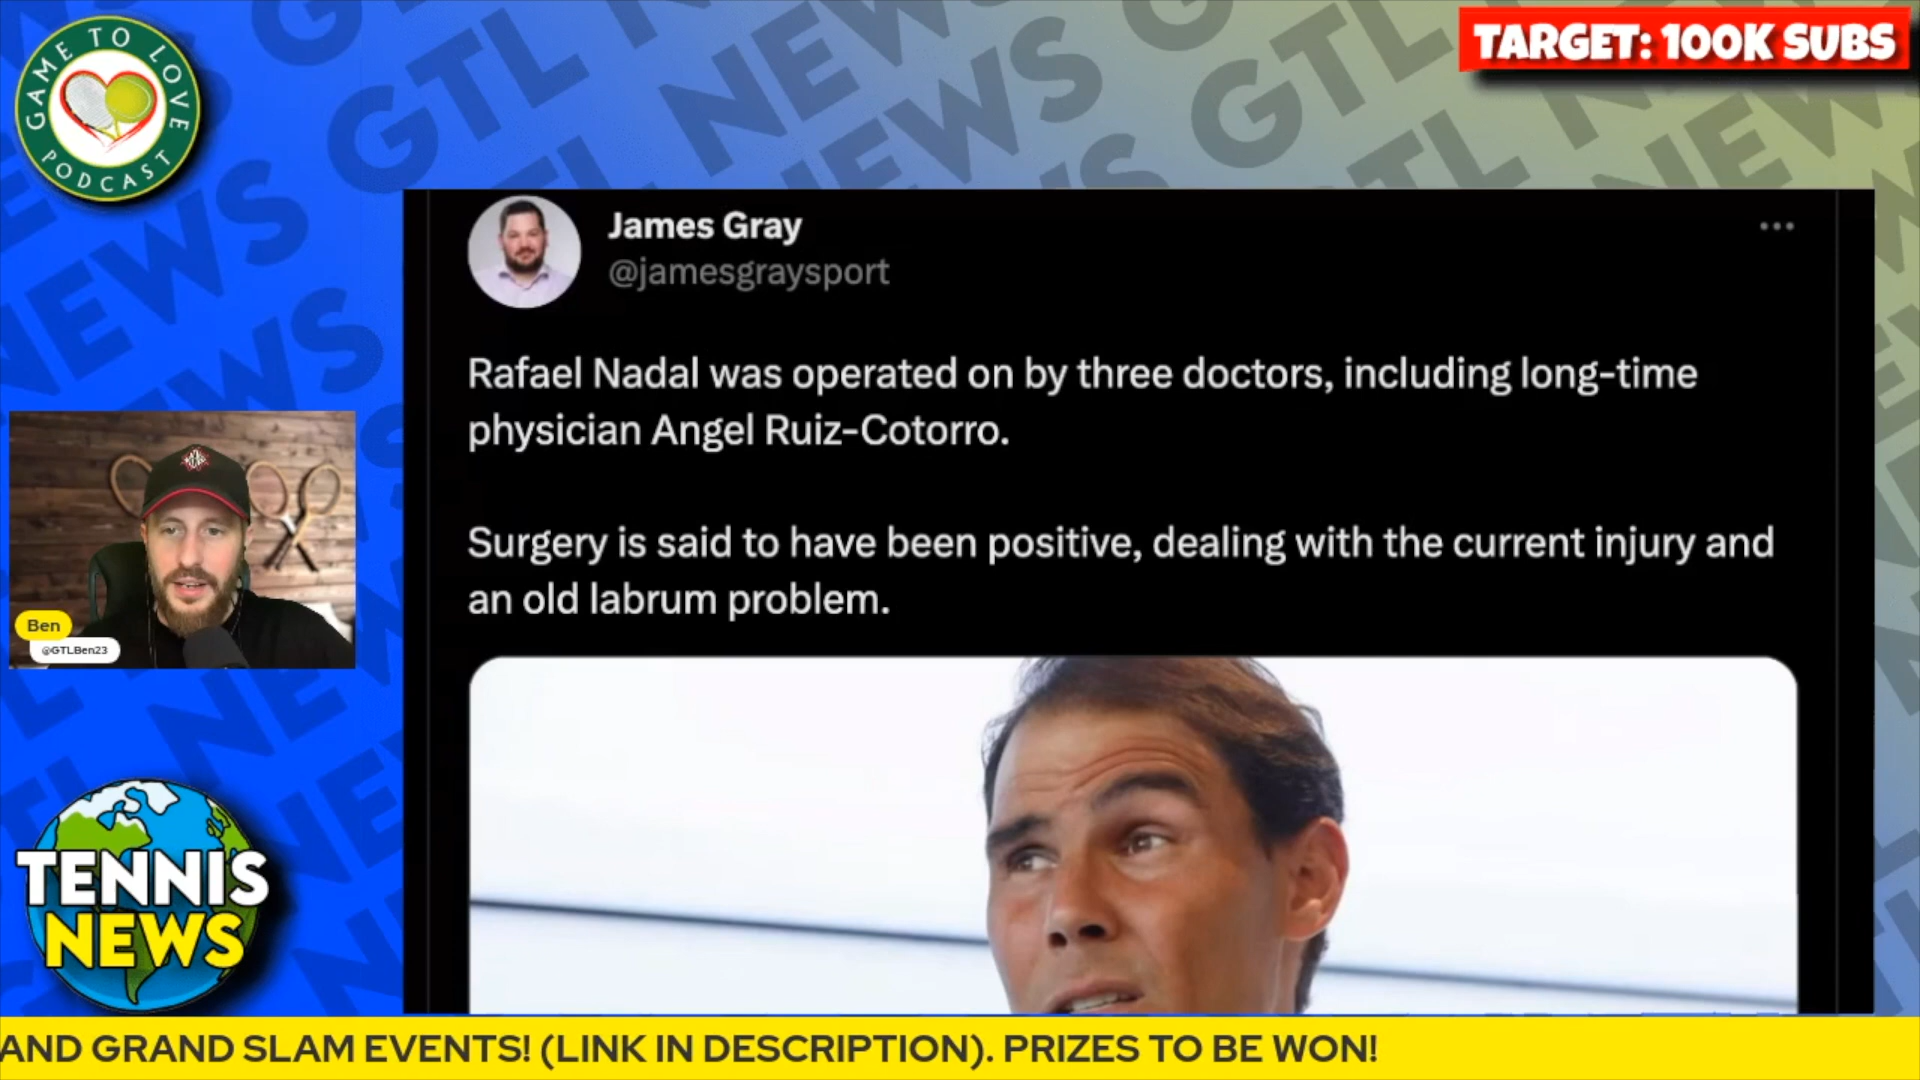 GAME TO LOVE
PODCAST
TARGET: 100K SUBS
GTL NEWS
James Gray
@jamesgraysport
Rafael Nadal was operated on by three doctors, including long-time
physician Angel Ruiz-Cotorro.
Surgery is said to have been positive, dealing with the current injury and
an old labrum problem.
Ben
@GTLBen23
TENNIS
NEWS
AND GRAND SLAM EVENTS! (LINK IN DESCRIPTION). PRIZES TO BE WON!